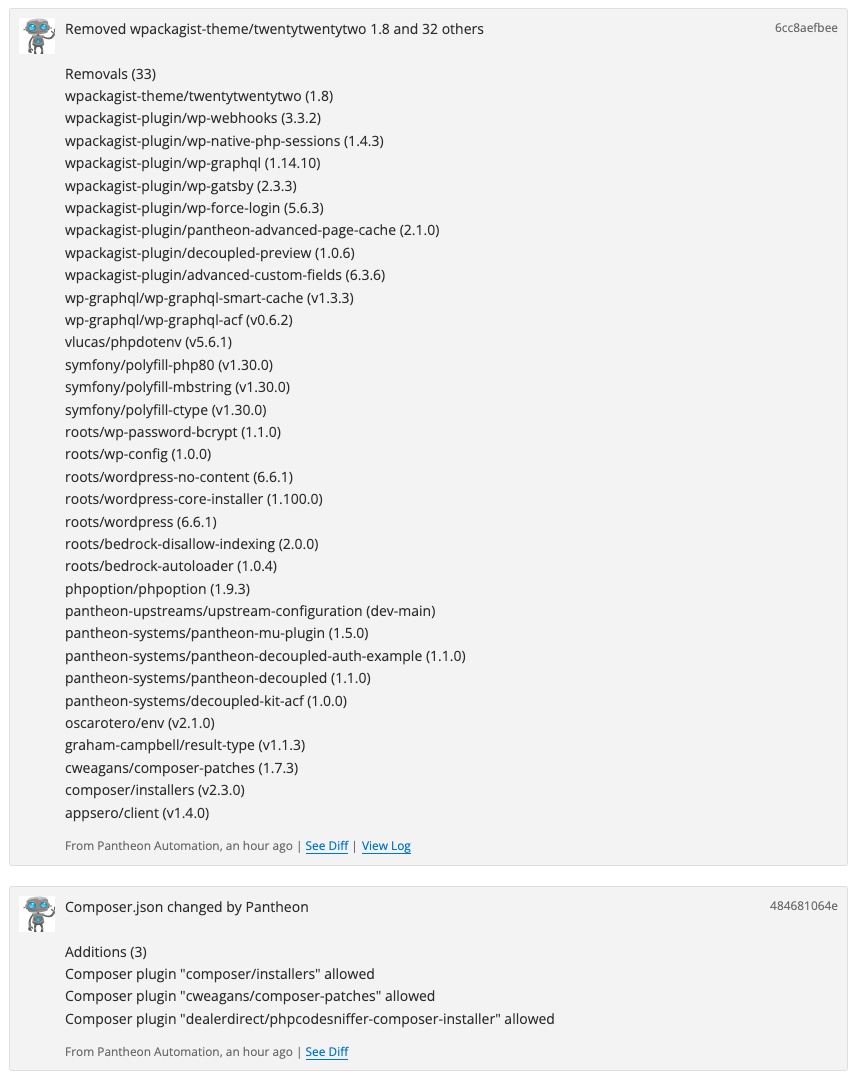 Removed wpackagist-theme/twentytwentytwo 1.8 and 32 others
6cc8aefbee
Removals (33)
wpackagist-theme/twentytwentytwo (1.8)
wpackagist-plugin/wp-webhooks (3.3.2)
wpackagist-plugin/wp-native-php-sessions (1.4.3)
wpackagist-plugin/wp-graphql (1.14.10)
wpackagist-plugin/wp-gatsby (2.3.3)
wpackagist-plugin/wp-force-login (5.6.3)
wpackagist-plugin/pantheon-advanced-page-cache (2.1.0)
wpackagist-plugin/decoupled-preview (1.0.6)
wpackagist-plugin/advanced-custom-fields (6.3.6)
wp-graphql/wp-graphql-smart-cache (v1.3.3)
wp-graphql/wp-graphql-acf (v0.6.2)
vlucas/phpdotenv (v5.6.1)
symfony/polyfill-php80 (v1.30.0)
symfony/polyfill-mbstring (v1.30.0)
symfony/polyfill-ctype (v1.30.0)
roots/wp-password-bcrypt (1.1.0)
roots/wp-config (1.0.0)
roots/wordpress-no-content (6.6.1)
roots/wordpress-core-installer (1.100.0)
roots/wordpress (6.6.1)
roots/bedrock-disallow-indexing (2.0.0)
roots/bedrock-autoloader (1.0.4)
phpoption/phpoption (1.9.3)
pantheon-upstreams/upstream-configuration (dev-main)
pantheon-systems/pantheon-mu-plugin (1.5.0)
pantheon-systems/pantheon-decoupled-auth-example (1.1.0)
pantheon-systems/pantheon-decoupled (1.1.0)
pantheon-systems/decoupled-kit-acf (1.0.0)
oscarotero/env (v2.1.0)
graham-campbell/result-type (v1.1.3)
cweagans/composer-patches (1.7.3)
composer/installers (v2.3.0)
appsero/client (v1.4.0)
From Pantheon Automation, an hour ago | See Diff | View Log
Composer.json changed by Pantheon
484681064e
Additions (3)
Composer plugin "composer/installers" allowed
Composer plugin "cweagans/composer-patches" allowed
Composer plugin "dealerdirect/phpcodesniffer-composer-installer" allowed
From Pantheon Automation, an hour ago | See Diff